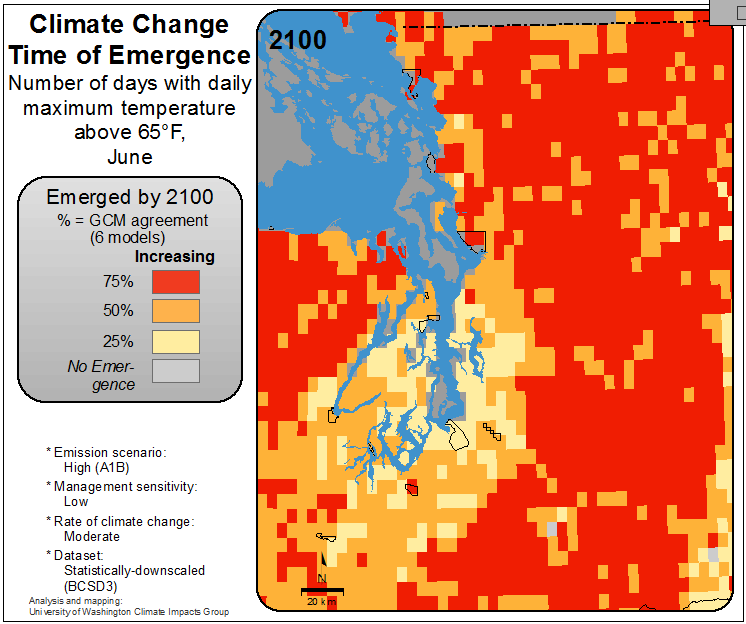 Climate Change
Time of Emergence
Number of days with daily
maximum temperature
above 65°F,
June
2100
Emerged by 2100
% = GCM agreement
(6 models)
Increasing
75%
50%
25%
No Emer-
gence
* Emission scenario:
High (A1B)
* Management sensitivity:
Low
* Rate of climate change:
Moderate
* Dataset:
Statistically-downscaled
(BCSD3)
Analysis and mapping:
University of Washington Climate Impacts Group
N
20 km